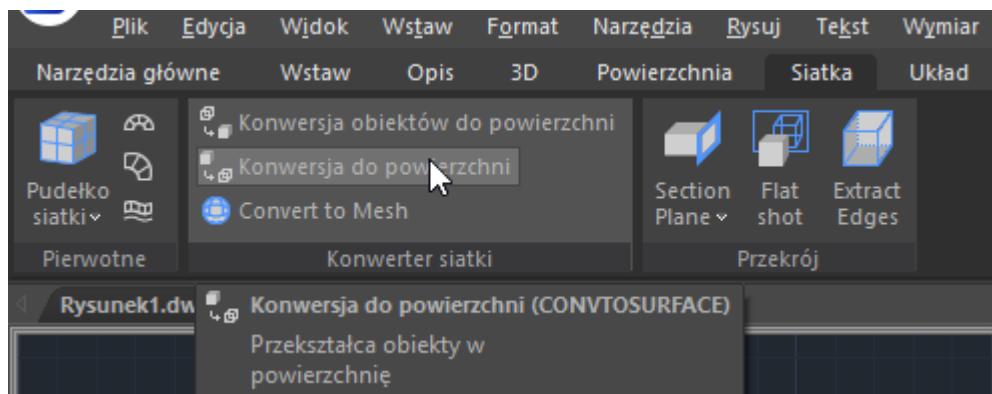 Plik Edycja Widok Wstaw Format Narzędzia Rysuj Tekst Wymiar
Narzędzia główne Wstaw Opis 3D Powierzchnia Siatka Układ
Konwersja obiektów do powierzchni
Konwersja do powierzchni
Convert to Mesh
Pudełko
siatki
Section
Plane
Flat
shot
Extract
Edges
Pierwotne Konwerter siatki Przekrój
Rysunek1.dw
Konwersja do powierzchni (CONVTOSURFACE)
Przekształca obiekty w
powierzchnię